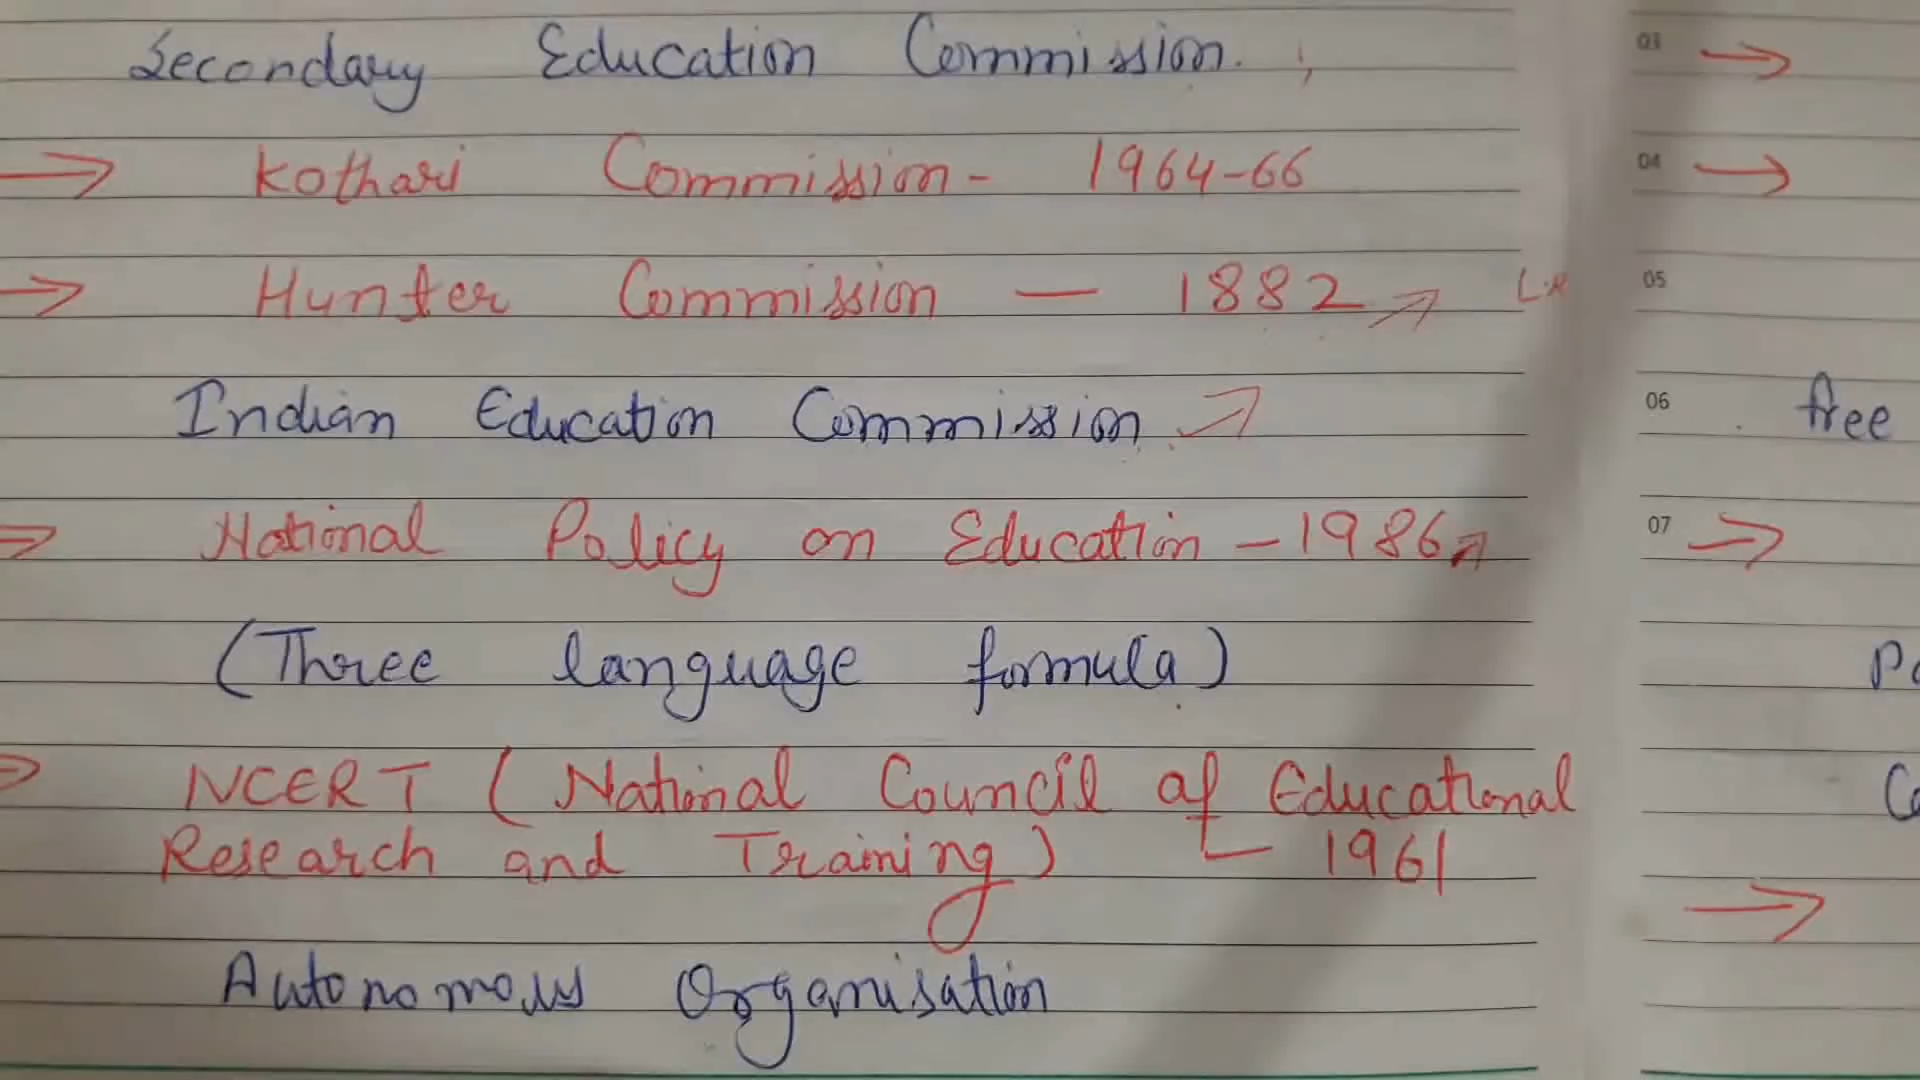 Secondary Education Commission.
⇒ Kothari Commission - 1964-66
⇒ Hunter Commission — 1882 →
Indian Education Commission →
⇒ National Policy on Education - 1986 →
(Three language formula)
⇒ NCERT (National Council of Educational
Research and Training) - 1961
Autonomous Organisation
03 →
04 →
05
06 free
07 →
→